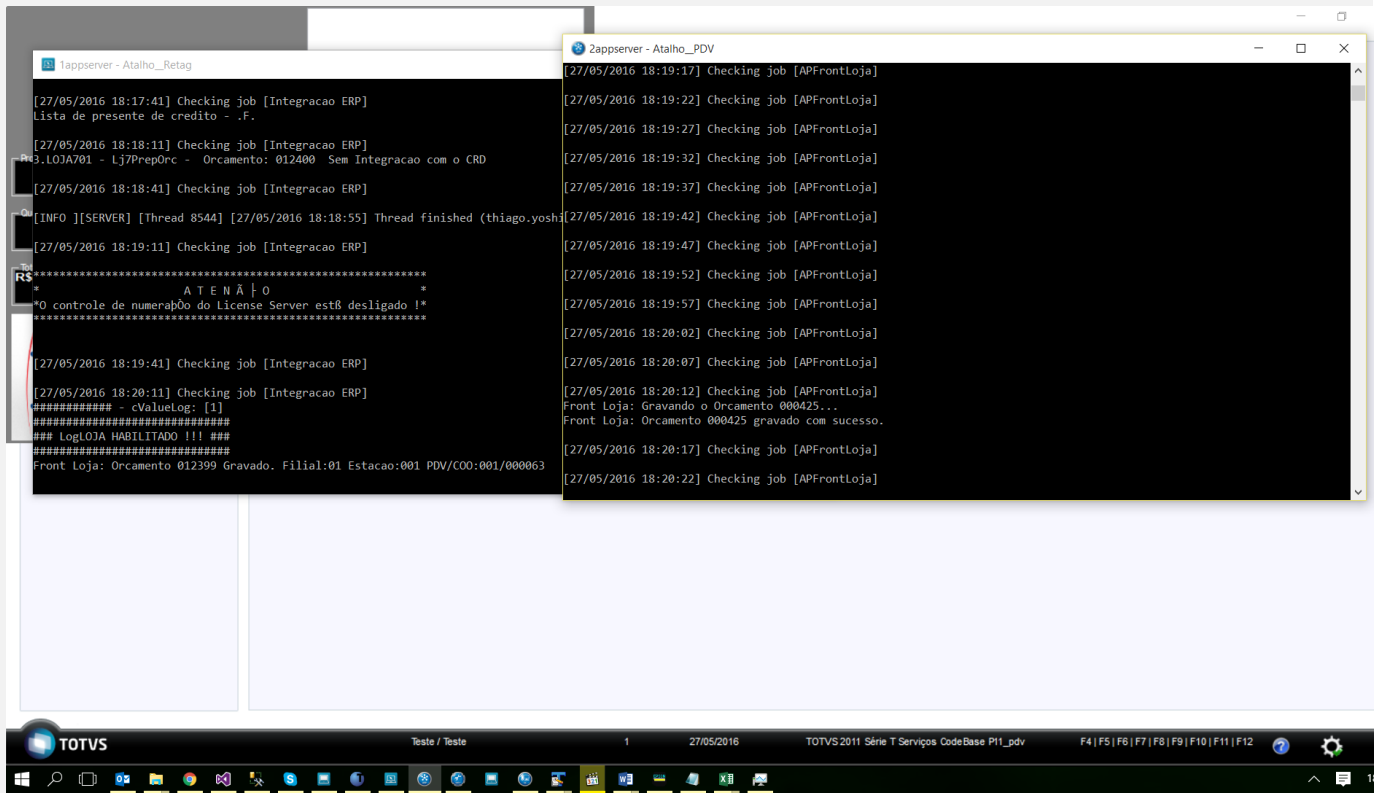 1appserver - Atalho__Retag
[27/05/2016 18:17:41] Checking job [Integracao ERP]
Lista de presente de credito - .F.
[27/05/2016 18:18:11] Checking job [Integracao ERP]
3.LOJA701 - Lj7PrepOrc -  Orcamento: 012400  Sem Integracao com o CRD
[27/05/2016 18:18:41] Checking job [Integracao ERP]
[INFO ][SERVER] [Thread 8544] [27/05/2016 18:18:55] Thread finished (thiago.yoshi
[27/05/2016 18:19:11] Checking job [Integracao ERP]
************************************************************
*                      A T E N Ã ├ O                       *
*O controle de numeraþÒo do License Server estß desligado !*
************************************************************
[27/05/2016 18:19:41] Checking job [Integracao ERP]
[27/05/2016 18:20:11] Checking job [Integracao ERP]
############ - cValueLog: [1]
##############################
### LogLOJA HABILITADO !!! ###
##############################
Front Loja: Orcamento 012399 Gravado. Filial:01 Estacao:001 PDV/COO:001/000063
2appserver - Atalho__PDV
[27/05/2016 18:19:17] Checking job [APFrontLoja]
[27/05/2016 18:19:22] Checking job [APFrontLoja]
[27/05/2016 18:19:27] Checking job [APFrontLoja]
[27/05/2016 18:19:32] Checking job [APFrontLoja]
[27/05/2016 18:19:37] Checking job [APFrontLoja]
[27/05/2016 18:19:42] Checking job [APFrontLoja]
[27/05/2016 18:19:47] Checking job [APFrontLoja]
[27/05/2016 18:19:52] Checking job [APFrontLoja]
[27/05/2016 18:19:57] Checking job [APFrontLoja]
[27/05/2016 18:20:02] Checking job [APFrontLoja]
[27/05/2016 18:20:07] Checking job [APFrontLoja]
[27/05/2016 18:20:12] Checking job [APFrontLoja]
Front Loja: Gravando o Orcamento 000425...
Front Loja: Orcamento 000425 gravado com sucesso.
[27/05/2016 18:20:17] Checking job [APFrontLoja]
[27/05/2016 18:20:22] Checking job [APFrontLoja]
R$
TOTVS
Teste / Teste
1
27/05/2016
TOTVS 2011 Série T Serviços CodeBase P11_pdv
F4 | F5 | F6 | F7 | F8 | F9 | F10 | F11 | F12